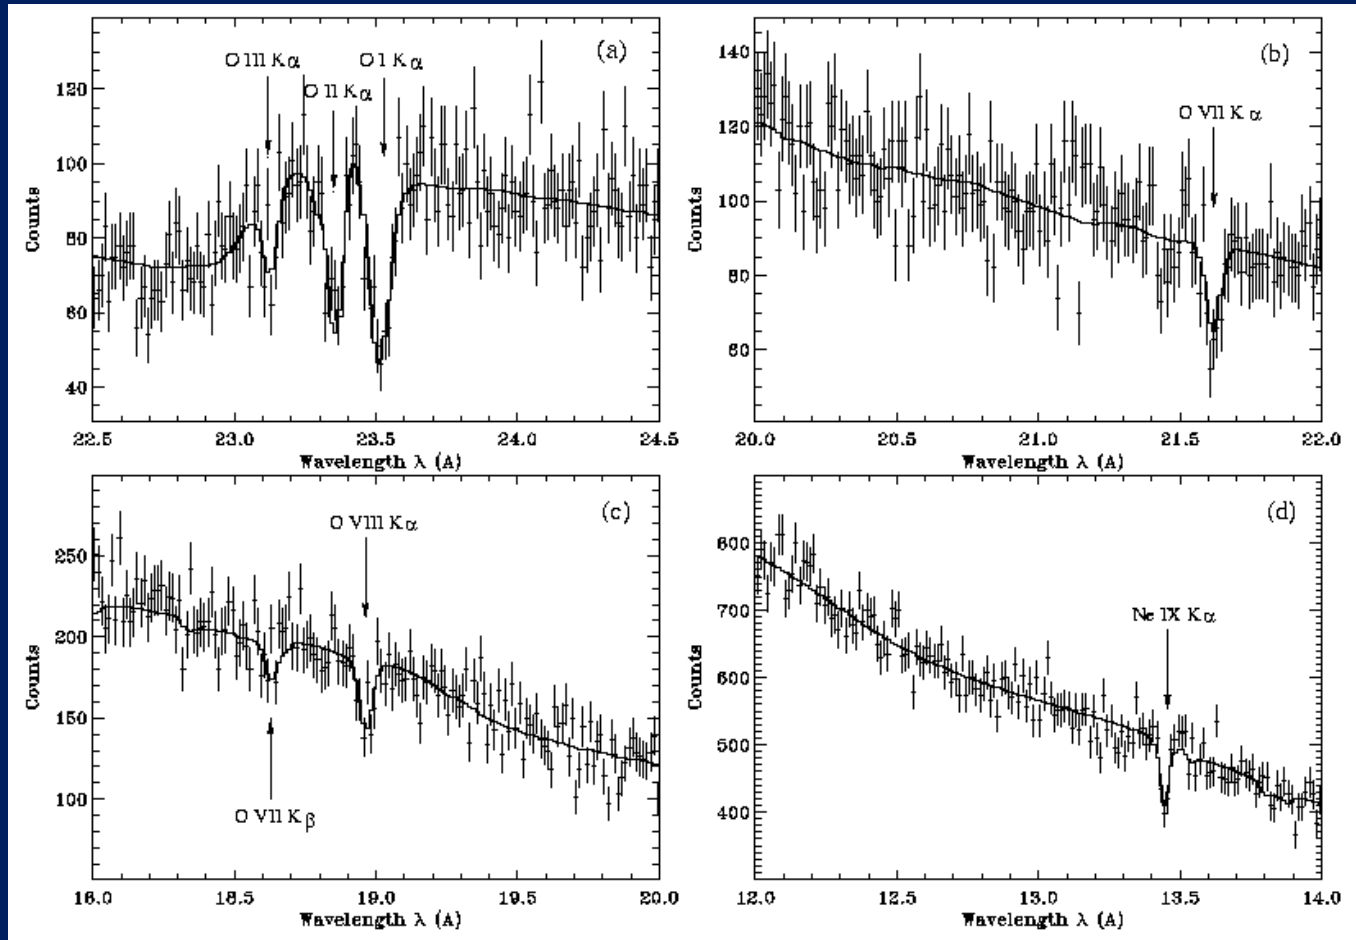 (a)
O III Kα
O I Kα
O II Kα
120
100
80
60
40
Counts
22.5 23.0 23.5 24.0 24.5
Wavelength λ (A)
(b)
O VII Kα
140
120
100
80
60
Counts
20.0 20.5 21.0 21.5 22.0
Wavelength λ (A)
(c)
O VIII Kα
250
200
150
100
O VII Kβ
Counts
18.0 18.5 19.0 19.5 20.0
Wavelength λ (A)
(d)
Ne IX Kα
800
700
600
500
400
Counts
12.0 12.5 13.0 13.5 14.0
Wavelength λ (A)